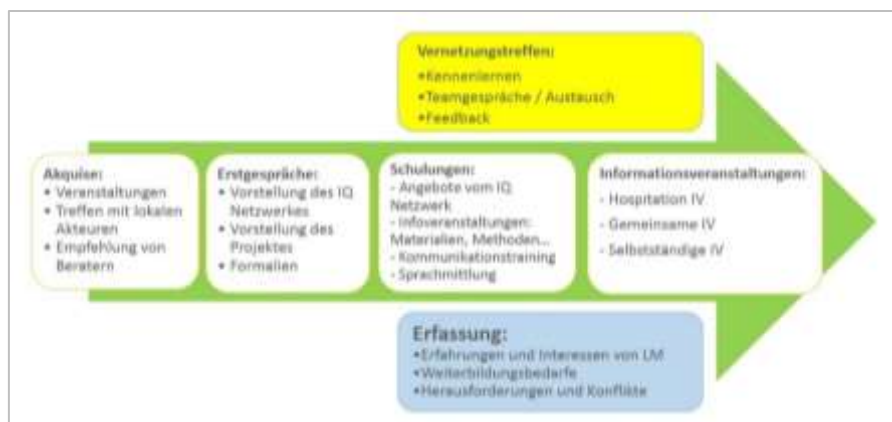 Vernetzungstreffen:
•Kennenlernen
•Teamgespräche / Austausch
•Feedback
Akquise:
• Veranstaltungen
• Treffen mit lokalen
Akteuren
• Empfehlung von
Beratern
Erstgespräche:
• Vorstellung des IQ
Netzwerkes
• Vorstellung des
Projektes
• Formalien
Schulungen:
- Angebote vom IQ
Netzwerk
- Infoveranstaltungen:
Materialien, Methoden...
- Kommunikationstraining
- Sprachmittlung
Informationsveranstaltungen:
- Hospitation IV
- Gemeinsame IV
- Selbstständige IV
Erfassung:
•Erfahrungen und Interessen von LM
•Weiterbildungsbedarfe
•Herausforderungen und Konflikte